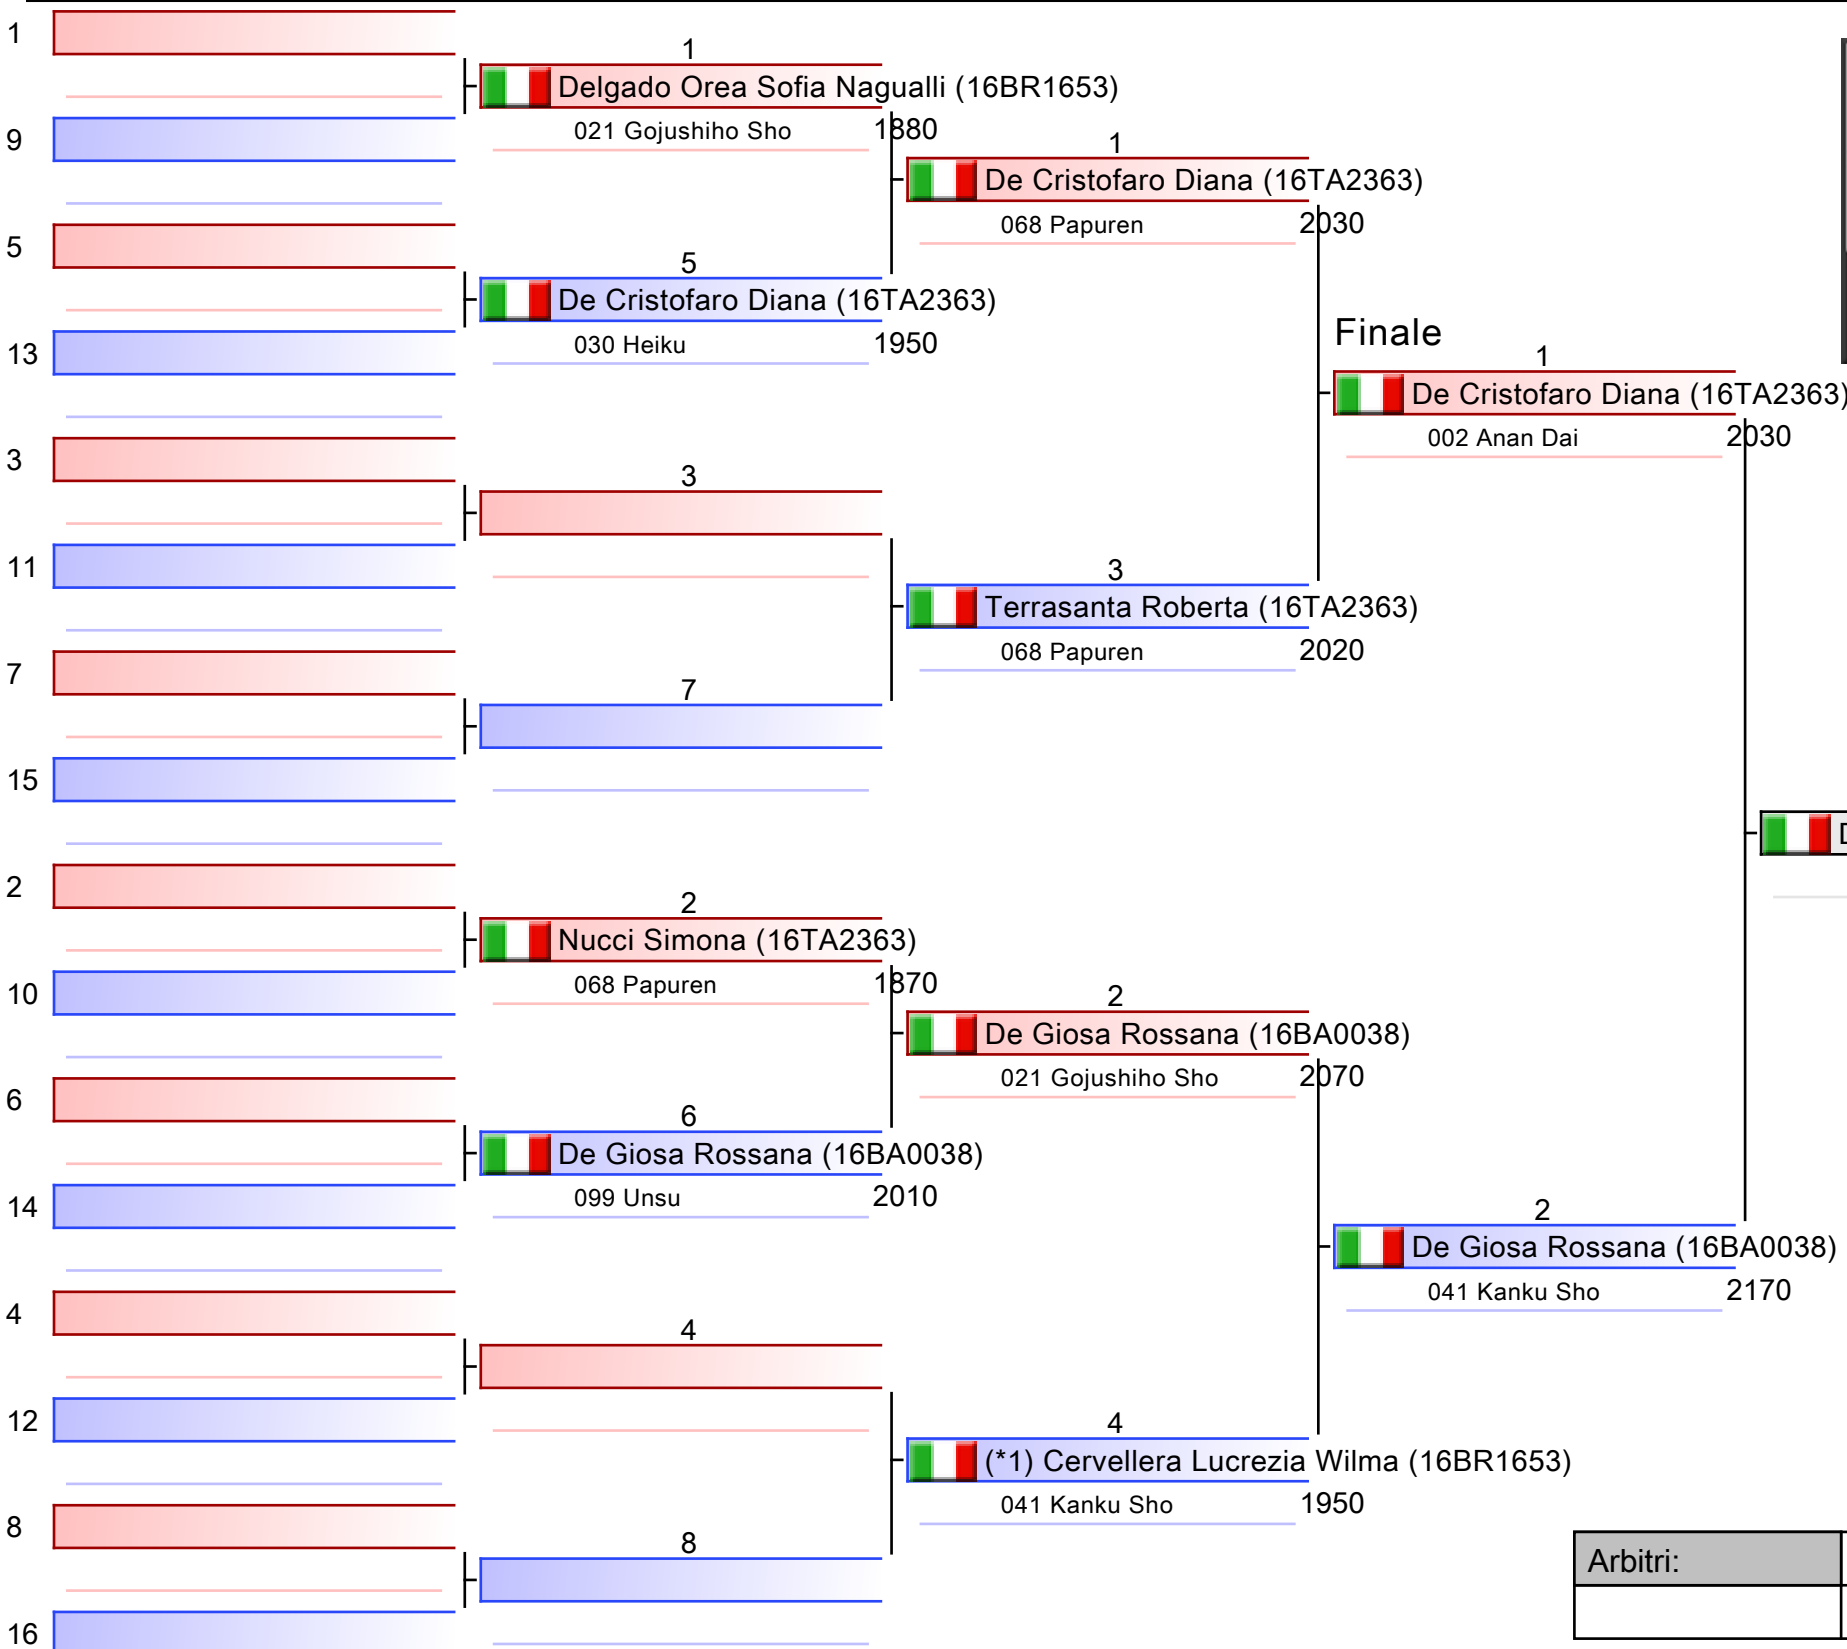 1
9
5
13
3
11
7
15
2
10
6
14
4
12
8
16
1
Delgado Orea Sofia Nagualli (16BR1653)
021 Gojushiho Sho 1880
5
De Cristofaro Diana (16TA2363)
030 Heiku 1950
3
7
2
Nucci Simona (16TA2363)
068 Papuren 1870
6
De Giosa Rossana (16BA0038)
099 Unsu 2010
4
8
1
De Cristofaro Diana (16TA2363)
068 Papuren 2030
3
Terrasanta Roberta (16TA2363)
068 Papuren 2020
2
De Giosa Rossana (16BA0038)
021 Gojushiho Sho 2070
4
(*1) Cervellera Lucrezia Wilma (16BR1653)
041 Kanku Sho 1950
Finale
1
De Cristofaro Diana (16TA2363)
002 Anan Dai 2030
2
De Giosa Rossana (16BA0038)
041 Kanku Sho 2170
Arbitri: